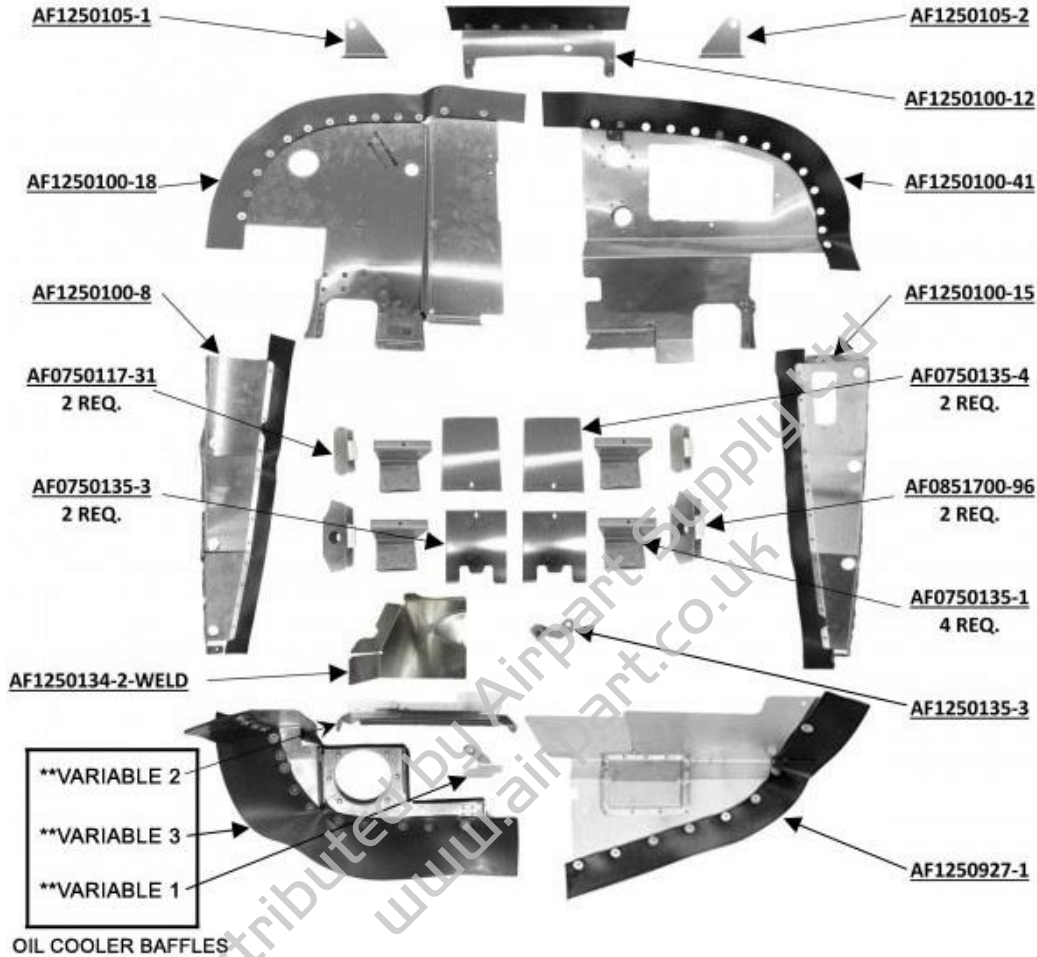 AF1250105-1
AF1250105-2
AF1250100-12
AF1250100-18
AF1250100-41
AF1250100-8
AF1250100-15
AF0750117-31
2 REQ.
AF0750135-4
2 REQ.
AF0750135-3
2 REQ.
AF0851700-96
2 REQ.
AF0750135-1
4 REQ.
AF1250134-2-WELD
AF1250135-3
**VARIABLE 2
**VARIABLE 3
**VARIABLE 1
AF1250927-1
OIL COOLER BAFFLES
tributed by Airpart Supply Ltd
www.airpart.co.uk